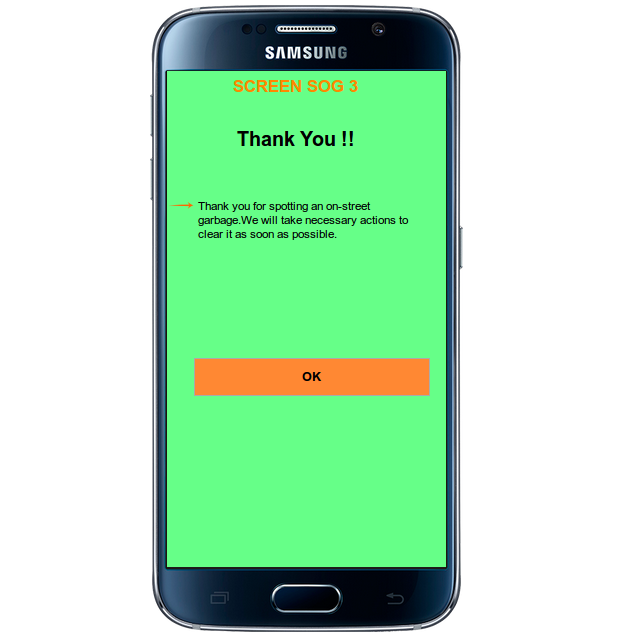 SAMSUNG
SCREEN SOG 3
Thank You !!
Thank you for spotting an on-street
garbage.We will take necessary actions to
clear it as soon as possible.
OK